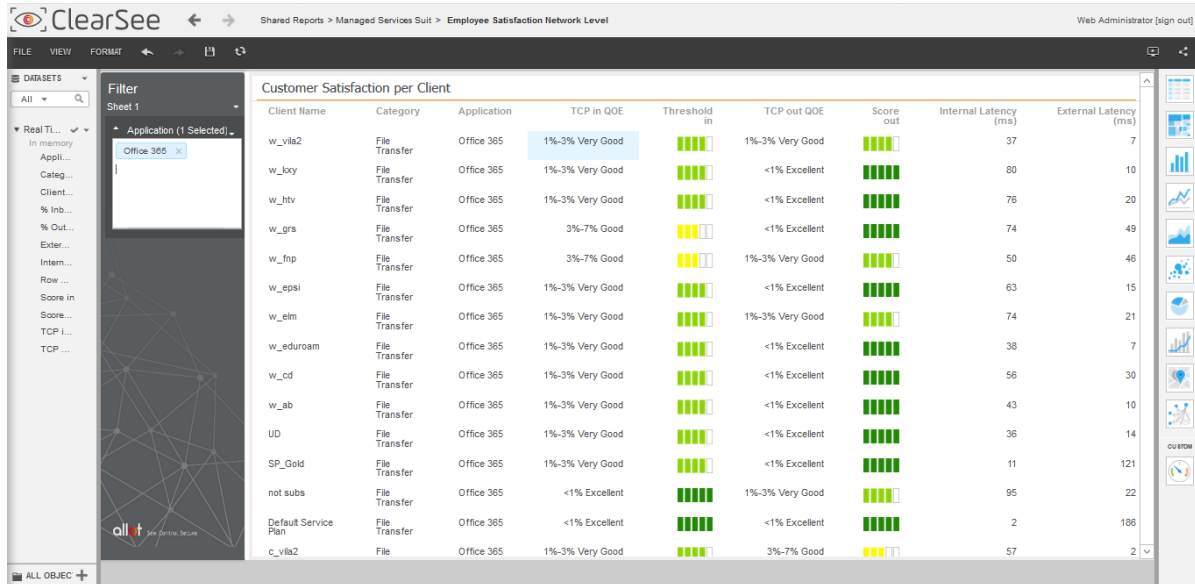 ClearSee
Shared Reports > Managed Services Suit > Employee Satisfaction Network Level
Web Administrator [sign out]
FILE VIEW FORMAT
DATASETS
All
Real Ti...
In memory
Appli...
Categ...
Client...
% Inb...
% Out...
Exter...
Intern...
Row ...
Score in
Score...
TCP i...
TCP ...
ALL OBJEC
Filter
Sheet 1
Application (1 Selected)
Office 365 ×
allot See. Control. Secure.
Customer Satisfaction per Client
Client Name Category Application TCP in QOE Threshold in TCP out QOE Score out Internal Latency (ms) External Latency (ms)
w_vila2 File Transfer Office 365 1%-3% Very Good 1%-3% Very Good 37 7
w_kxy File Transfer Office 365 1%-3% Very Good <1% Excellent 80 10
w_htv File Transfer Office 365 1%-3% Very Good <1% Excellent 76 20
w_grs File Transfer Office 365 3%-7% Good <1% Excellent 74 49
w_fnp File Transfer Office 365 3%-7% Good 1%-3% Very Good 50 46
w_epsi File Transfer Office 365 1%-3% Very Good <1% Excellent 63 15
w_elm File Transfer Office 365 1%-3% Very Good 1%-3% Very Good 74 21
w_eduroam File Transfer Office 365 1%-3% Very Good <1% Excellent 38 7
w_cd File Transfer Office 365 1%-3% Very Good <1% Excellent 56 30
w_ab File Transfer Office 365 1%-3% Very Good <1% Excellent 43 10
UD File Transfer Office 365 1%-3% Very Good <1% Excellent 36 14
SP_Gold File Transfer Office 365 1%-3% Very Good <1% Excellent 11 121
not subs File Transfer Office 365 <1% Excellent 1%-3% Very Good 95 22
Default Service Plan File Transfer Office 365 <1% Excellent <1% Excellent 2 186
c_vila2 File Office 365 1%-3% Very Good 3%-7% Good 57 2
CUSTOM